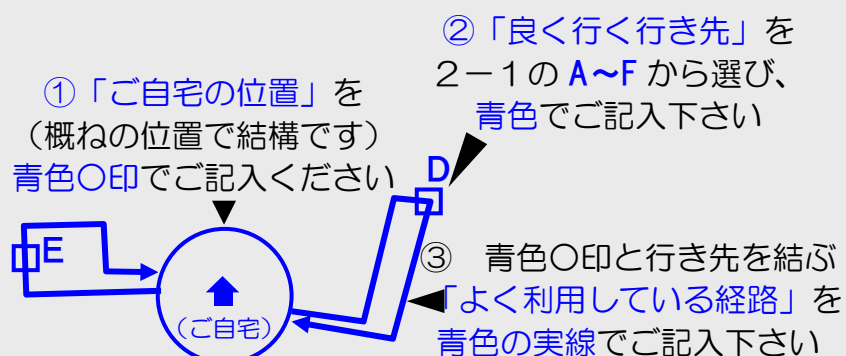 ①「ご自宅の位置」を
（概ねの位置で結構です）
青色〇印でご記入ください
②「良く行く行き先」を
２－１の A～F から選び、
青色でご記入下さい
D
E
（ご自宅）
③　青色〇印と行き先を結ぶ
「よく利用している経路」を
青色の実線でご記入下さい